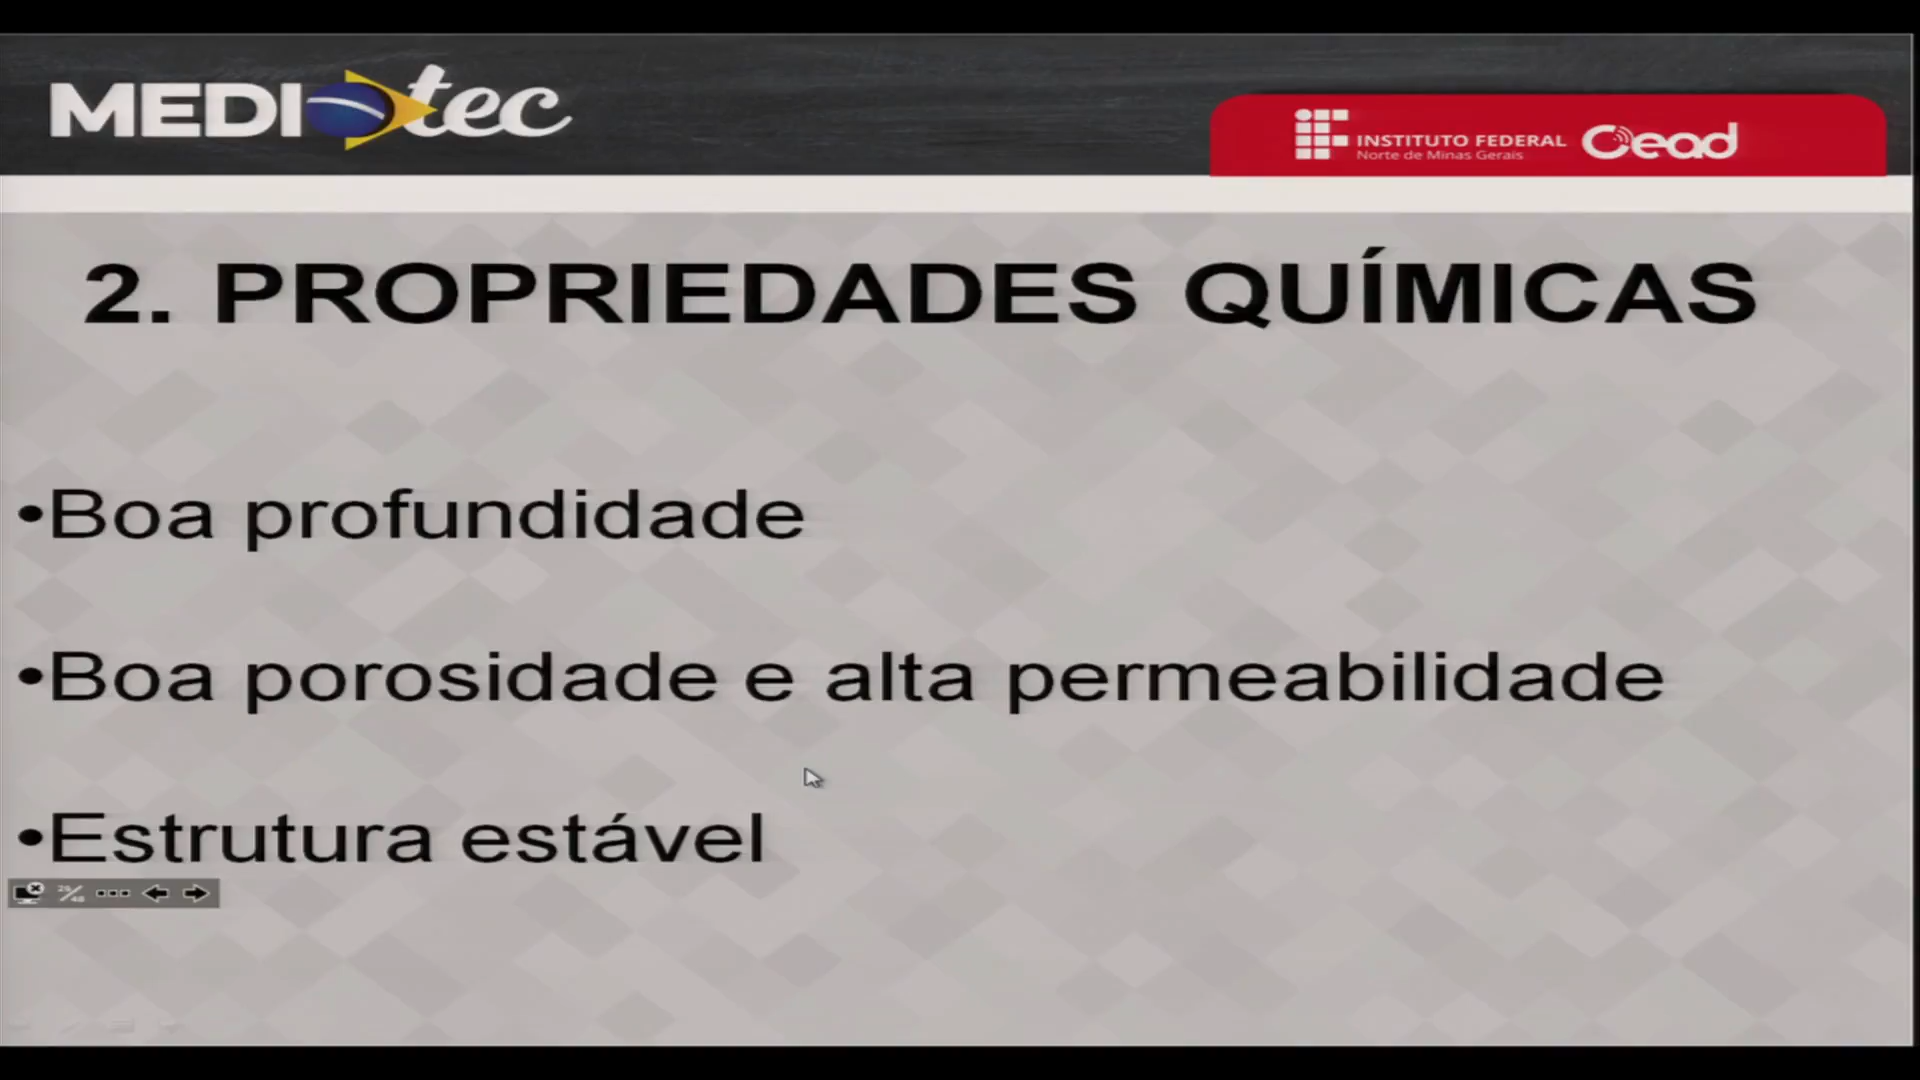 MEDIOtec
INSTITUTO FEDERAL
Norte de Minas Gerais
Cead
2. PROPRIEDADES QUÍMICAS
•Boa profundidade
•Boa porosidade e alta permeabilidade
•Estrutura estável